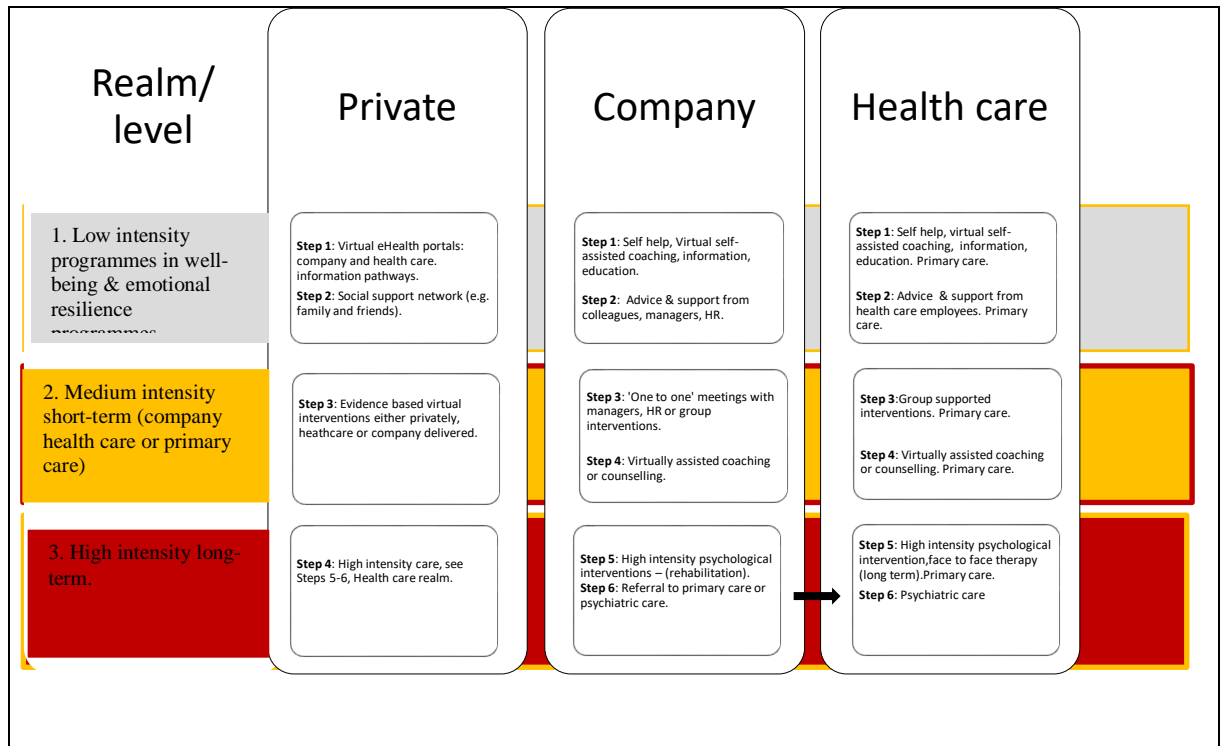 Realm/
level
Private
Company
Health care
1. Low intensity
programmes in well-
being & emotional
resilience
programmes
Step 1: Virtual eHealth portals:
company and health care.
information pathways.
Step 2: Social support network (e.g.
family and friends).
Step 1: Self help, Virtual self-
assisted coaching, information,
education.
Step 2: Advice & support from
colleagues, managers, HR.
Step 1: Self help, virtual self-
assisted coaching, information,
education. Primary care.
Step 2: Advice & support from
health care employees. Primary
care.
2. Medium intensity
short-term (company
health care or primary
care)
Step 3: Evidence based virtual
interventions either privately,
heathcare or company delivered.
Step 3: 'One to one' meetings with
managers, HR or group
interventions.
Step 4: Virtually assisted coaching
or counselling.
Step 3:Group supported
interventions. Primary care.
Step 4: Virtually assisted coaching
or counselling. Primary care.
3. High intensity long-
term.
Step 4: High intensity care, see
Steps 5-6, Health care realm.
Step 5: High intensity psychological
interventions – (rehabilitation).
Step 6: Referral to primary care or
psychiatric care.
Step 5: High intensity psychological
intervention,face to face therapy
(long term).Primary care.
Step 6: Psychiatric care